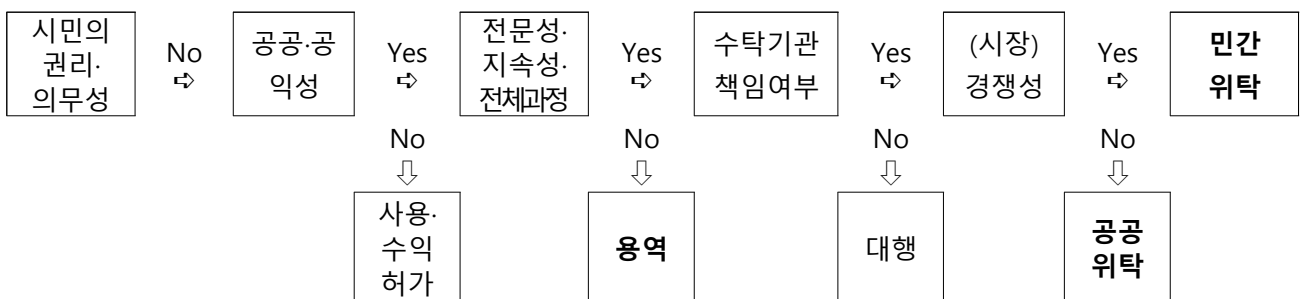 시민의
권리·
의무성
No
⇨
공공·공
익성
Yes
⇨
전문성·
지속성·
전체과정
Yes
⇨
수탁기관
책임여부
Yes
⇨
(시장)
경쟁성
Yes
⇨
민간
위탁
No
⇩
No
⇩
No
⇩
No
⇩
사용·
수익
허가
용역
대행
공공
위탁